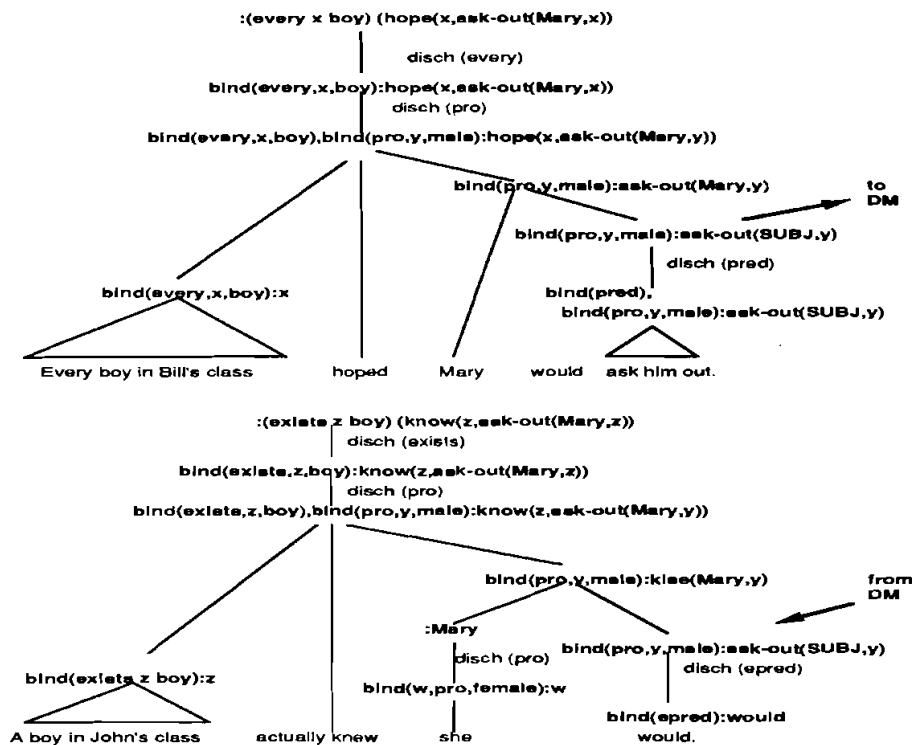 :(every x boy) (hope(x,ask-out(Mary,x))
disch (every)
bind(every,x,boy):hope(x,ask-out(Mary,x))
disch (pro)
bind(every,x,boy),bind(pro,y,male):hope(x,ask-out(Mary,y))
bind(pro,y,male):ask-out(Mary,y)
to
DM
bind(pro,y,male):ask-out(SUBJ,y)
disch (pred)
bind(every,x,boy):x
bind(pred),
bind(pro,y,male):ask-out(SUBJ,y)
Every boy in Bill's class hoped Mary would ask him out.
:(exists z boy) (know(z,ask-out(Mary,z))
disch (exists)
bind(exists,z,boy):know(z,ask-out(Mary,z))
disch (pro)
bind(exists,z,boy),bind(pro,y,male):know(z,ask-out(Mary,y))
bind(pro,y,male):kiss(Mary,y)
from
DM
:Mary
disch (pro)
bind(pro,y,male):ask-out(SUBJ,y)
disch (epred)
bind(exists z boy):z
bind(w,pro,female):w
bind(epred):would
A boy in John's class actually knew she would.